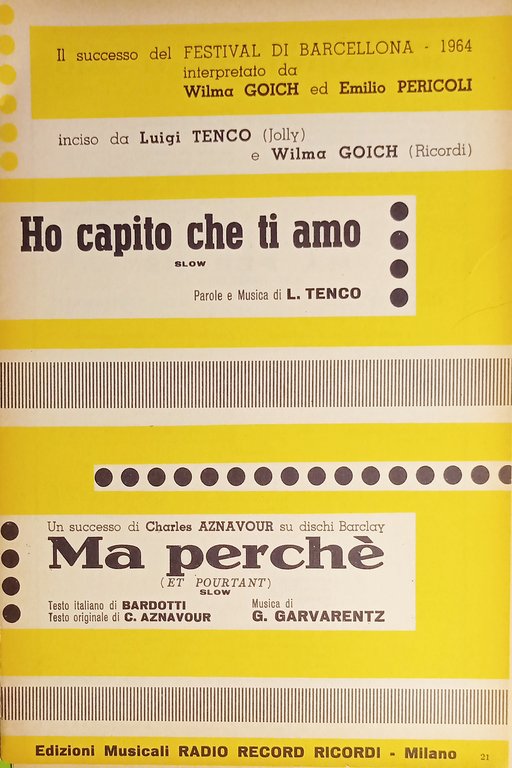 Il successo del FESTIVAL DI BARCELLONA - 1964
interpretato da
Wilma GOICH ed Emilio PERICOLI
inciso da Luigi TENCO (Jolly)
e Wilma GOICH (Ricordi)
Ho capito che ti amo
SLOW
Parole e Musica di L. TENCO
Un successo di Charles AZNAVOUR su dischi Barclay
Ma perchè
(ET POURTANT)
SLOW
Testo italiano di BARDOTTI
Testo originale di C. AZNAVOUR
Musica di
G. GARVARENTZ
Edizioni Musicali RADIO RECORD RICORDI - Milano
21